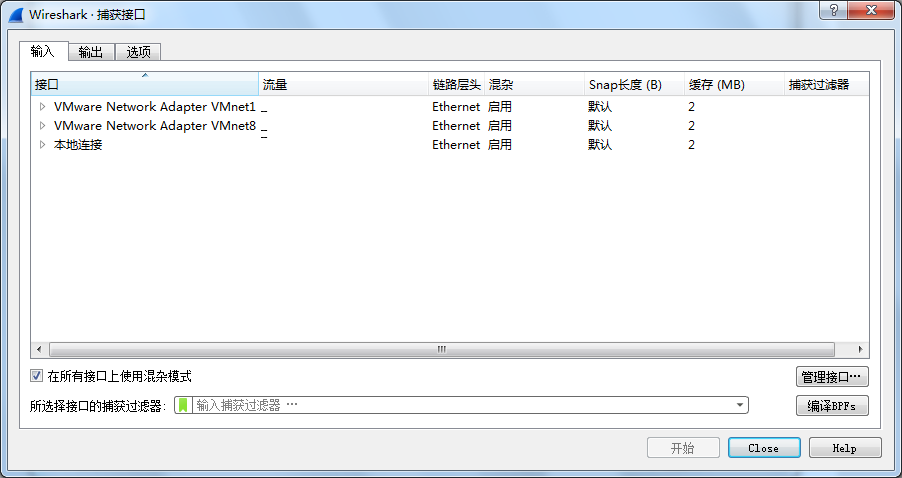 Wireshark · 捕获接口
输入 输出 选项
接口 流量 链路层头 混杂 Snap长度 (B) 缓存 (MB) 捕获过滤器
VMware Network Adapter VMnet1 _ Ethernet 启用 默认 2
VMware Network Adapter VMnet8 _ Ethernet 启用 默认 2
本地连接 _ Ethernet 启用 默认 2
在所有接口上使用混杂模式 管理接口…
所选择接口的捕获过滤器: 输入捕获过滤器 … 编译BPFs
开始 Close Help